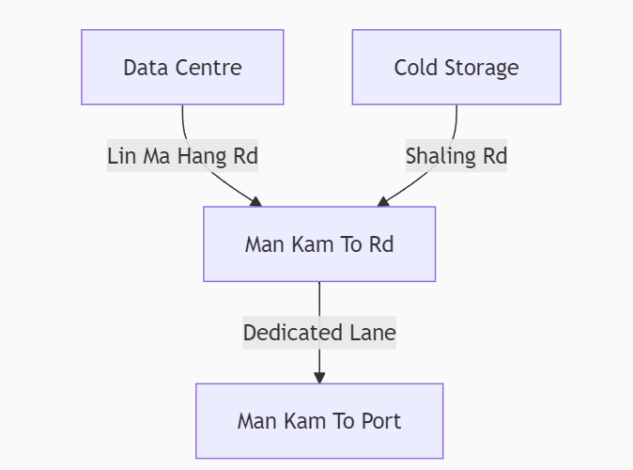 Data Centre
Cold Storage
Lin Ma Hang Rd
Shaling Rd
Man Kam To Rd
Dedicated Lane
Man Kam To Port